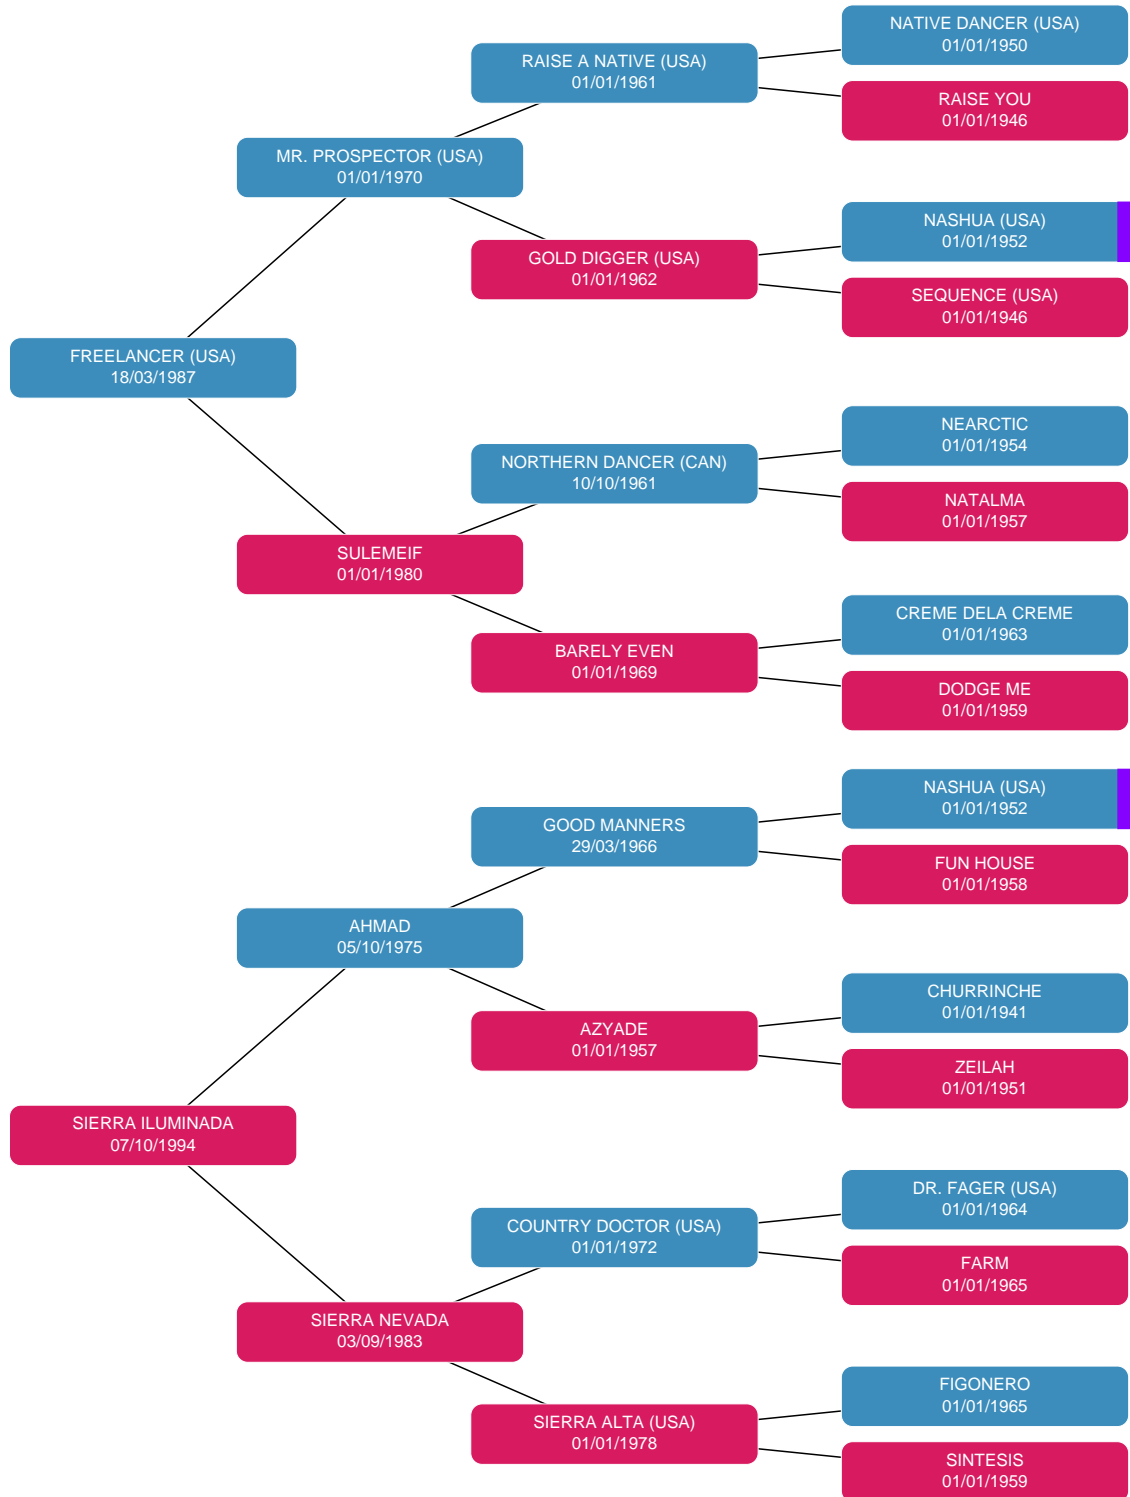 NATIVE DANCER (USA)
01/01/1950
RAISE A NATIVE (USA)
01/01/1961
RAISE YOU
01/01/1946
MR. PROSPECTOR (USA)
01/01/1970
NASHUA (USA)
01/01/1952
GOLD DIGGER (USA)
01/01/1962
SEQUENCE (USA)
01/01/1946
FREELANCER (USA)
18/03/1987
NEARCTIC
01/01/1954
NORTHERN DANCER (CAN)
10/10/1961
NATALMA
01/01/1957
SULEMEIF
01/01/1980
CREME DELA CREME
01/01/1963
BARELY EVEN
01/01/1969
DODGE ME
01/01/1959
NASHUA (USA)
01/01/1952
GOOD MANNERS
29/03/1966
FUN HOUSE
01/01/1958
AHMAD
05/10/1975
CHURRINCHE
01/01/1941
AZYADE
01/01/1957
ZEILAH
01/01/1951
SIERRA ILUMINADA
07/10/1994
DR. FAGER (USA)
01/01/1964
COUNTRY DOCTOR (USA)
01/01/1972
FARM
01/01/1965
SIERRA NEVADA
03/09/1983
FIGONERO
01/01/1965
SIERRA ALTA (USA)
01/01/1978
SINTESIS
01/01/1959